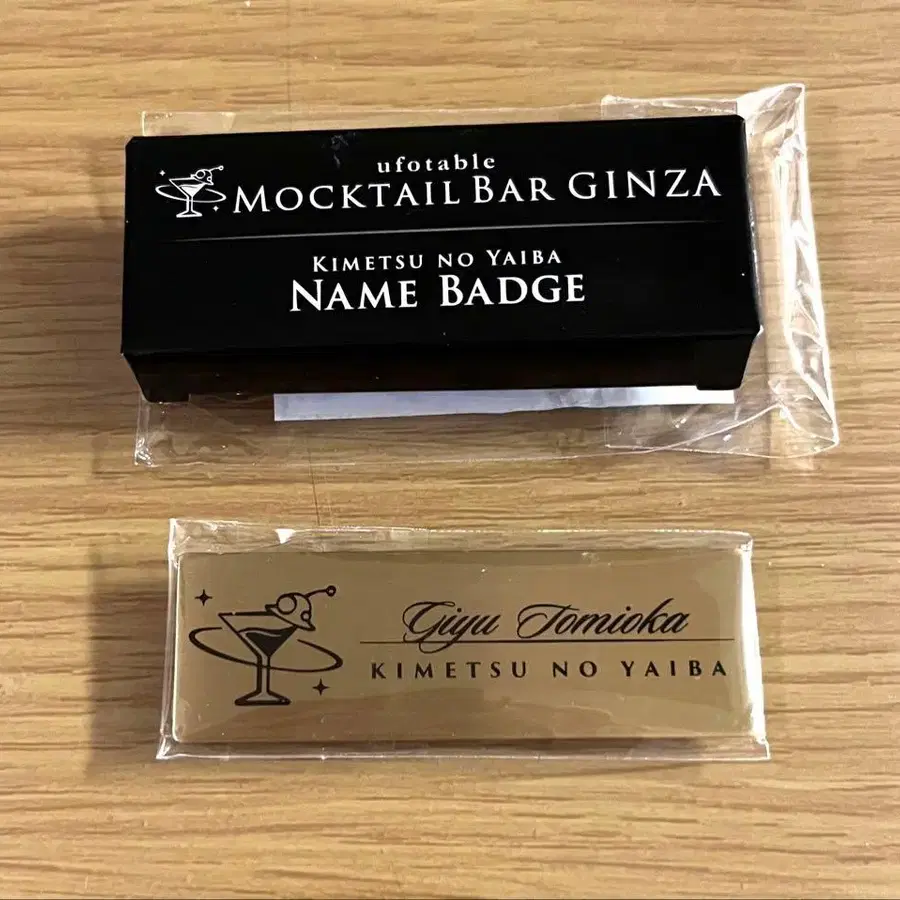 ufotable
MOCKTAIL BAR GINZA
KIMETSU NO YAIBA
NAME BADGE
Giyu Tomioka
KIMETSU NO YAIBA